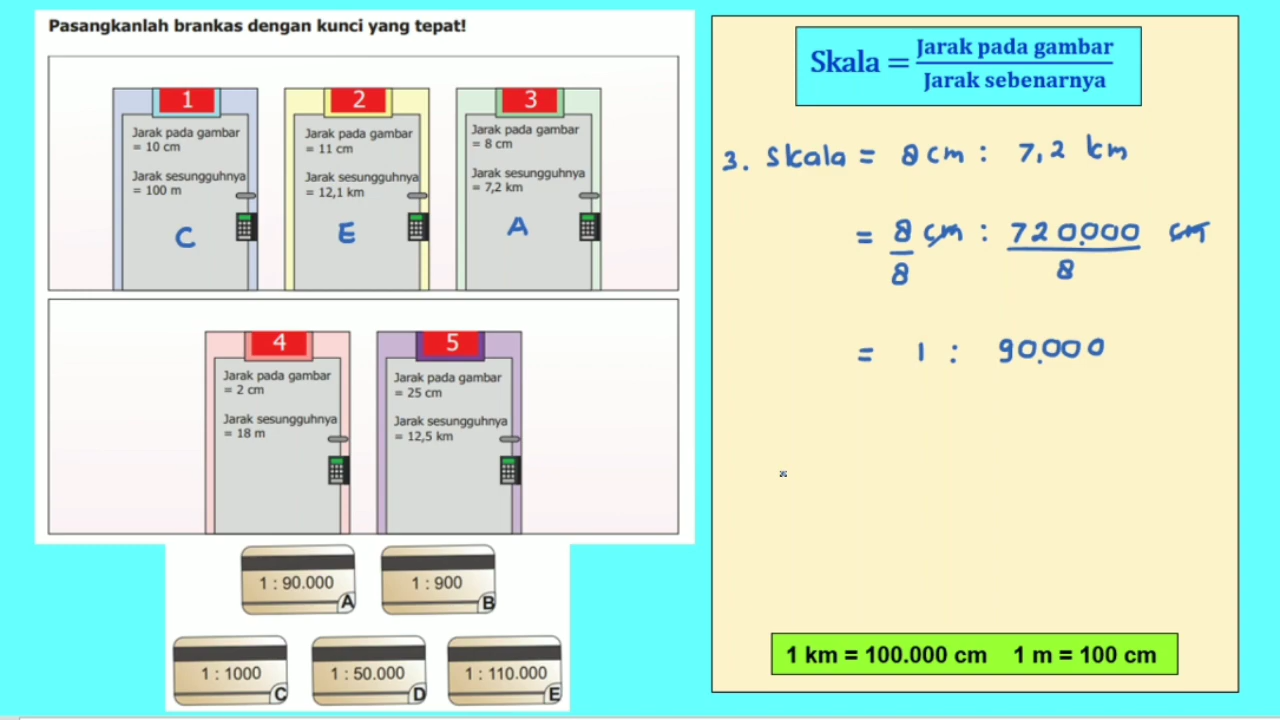 Pasangkanlah brankas dengan kunci yang tepat!
1
Jarak pada gambar
= 10 cm
Jarak sesungguhnya
= 100 m
C
2
Jarak pada gambar
= 11 cm
Jarak sesungguhnya
= 12,1 km
E
3
Jarak pada gambar
= 8 cm
Jarak sesungguhnya
= 7,2 km
A
4
Jarak pada gambar
= 2 cm
Jarak sesungguhnya
= 18 m
5
Jarak pada gambar
= 25 cm
Jarak sesungguhnya
= 12,5 km
1 : 90.000
A
1 : 900
B
1 : 1000
C
1 : 50.000
D
1 : 110.000
E
Skala = Jarak pada gambar
Jarak sebenarnya
3. Skala = 8 cm : 7,2 km
= 8 cm : 720.000 cm
8 8
= 1 : 90.000
1 km = 100.000 cm 1 m = 100 cm